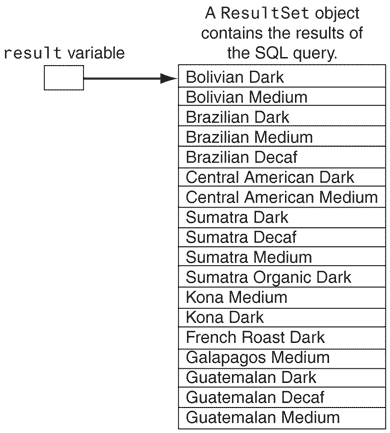 A ResultSet object
contains the results of
the SQL query.
result variable
Bolivian Dark
Bolivian Medium
Brazilian Dark
Brazilian Medium
Brazilian Decaf
Central American Dark
Central American Medium
Sumatra Dark
Sumatra Decaf
Sumatra Medium
Sumatra Organic Dark
Kona Medium
Kona Dark
French Roast Dark
Galapagos Medium
Guatemalan Dark
Guatemalan Decaf
Guatemalan Medium